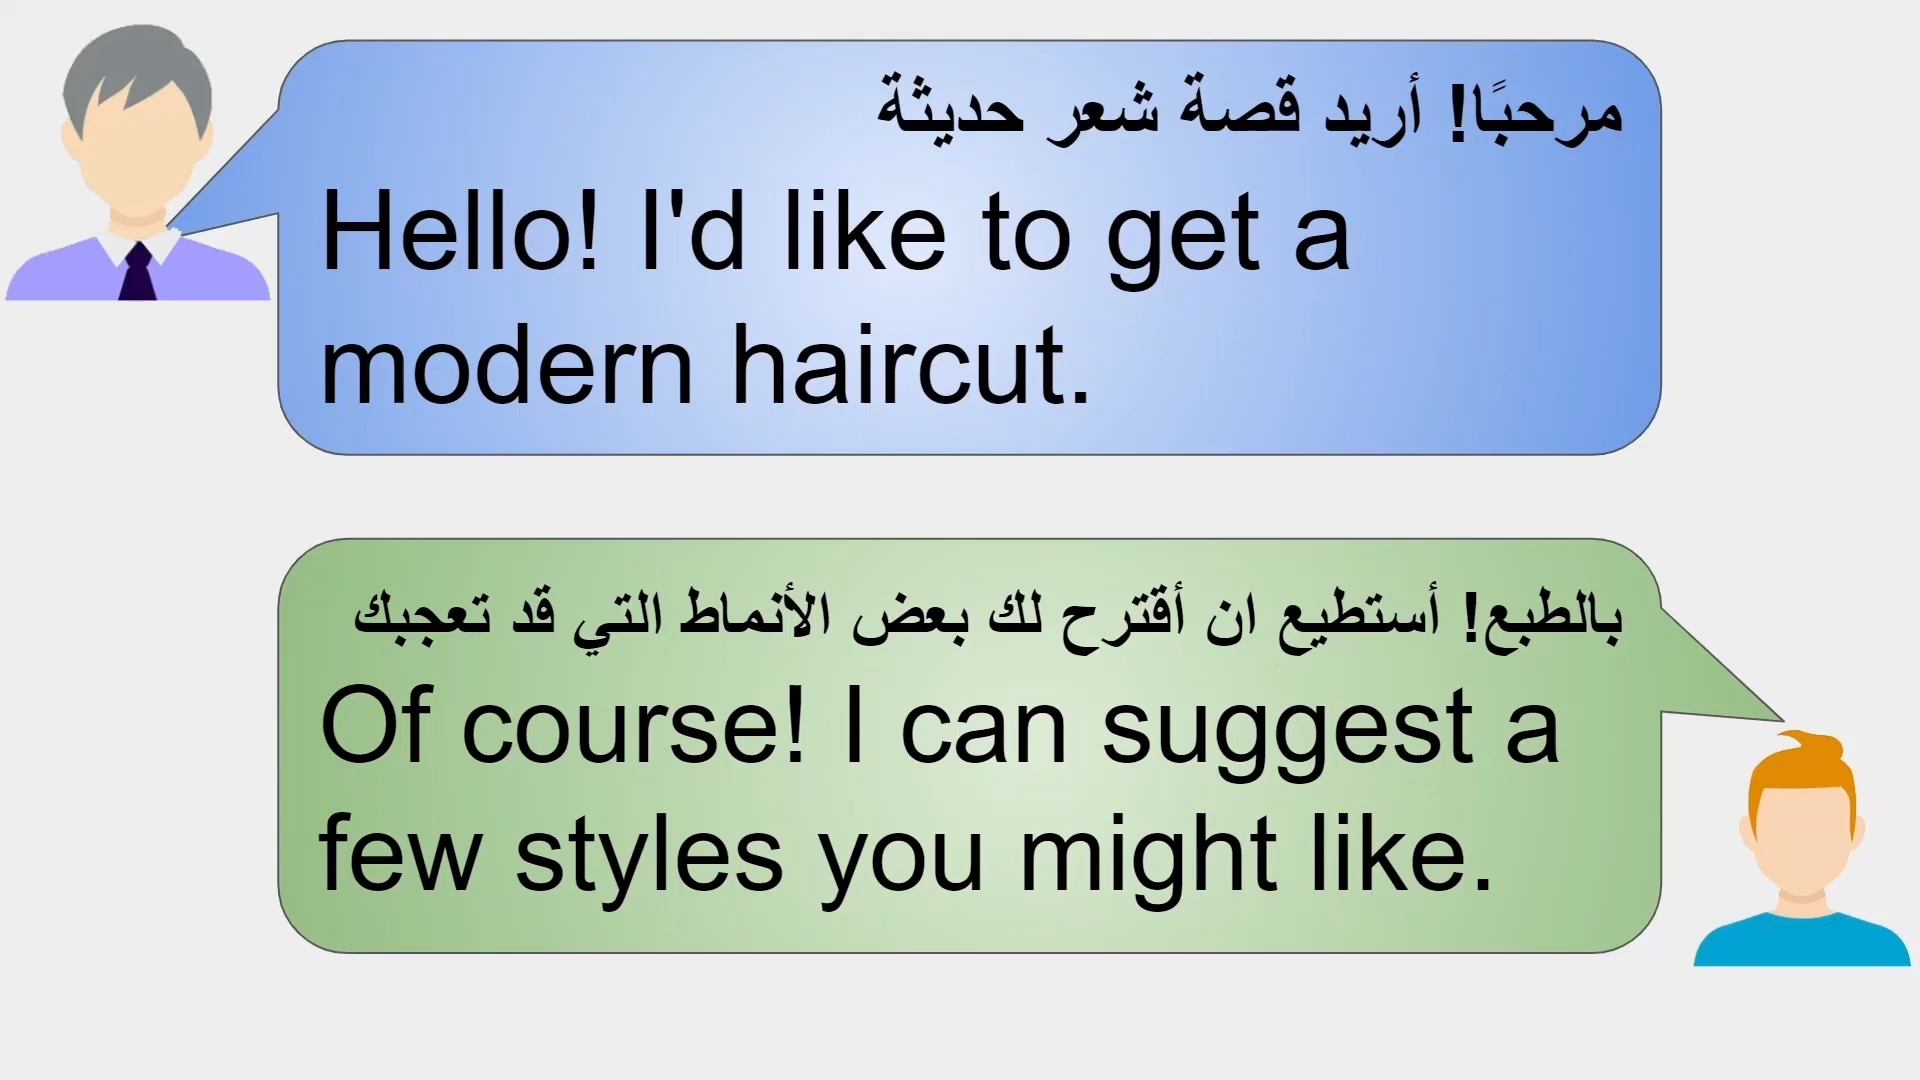 مرحبًا! أريد قصة شعر حديثة
Hello! I'd like to get a
modern haircut.
بالطبع! أستطيع ان أقترح لك بعض الأنماط التي قد تعجبك
Of course! I can suggest a
few styles you might like.